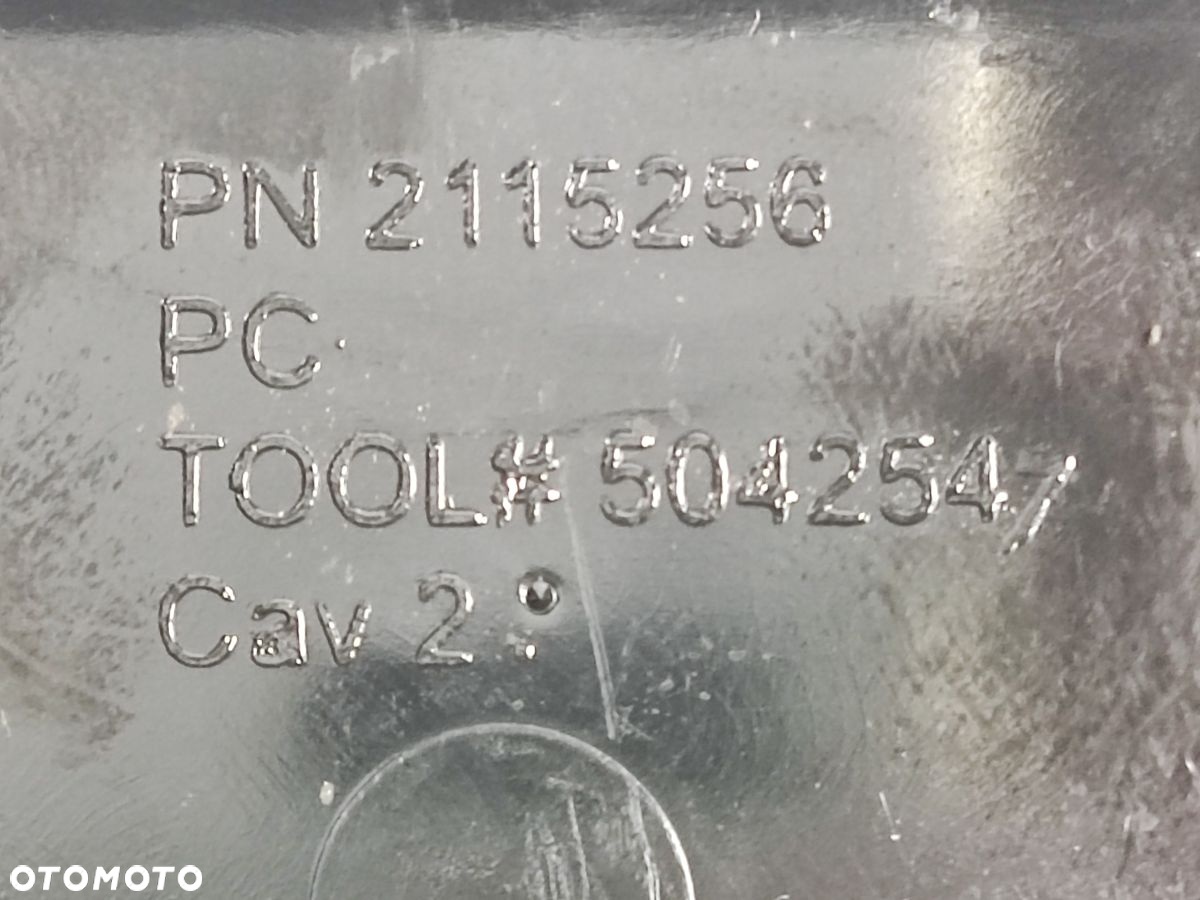 PN 2115256
PC
TOOL# 504254/
Cav 2
OTOMOTO